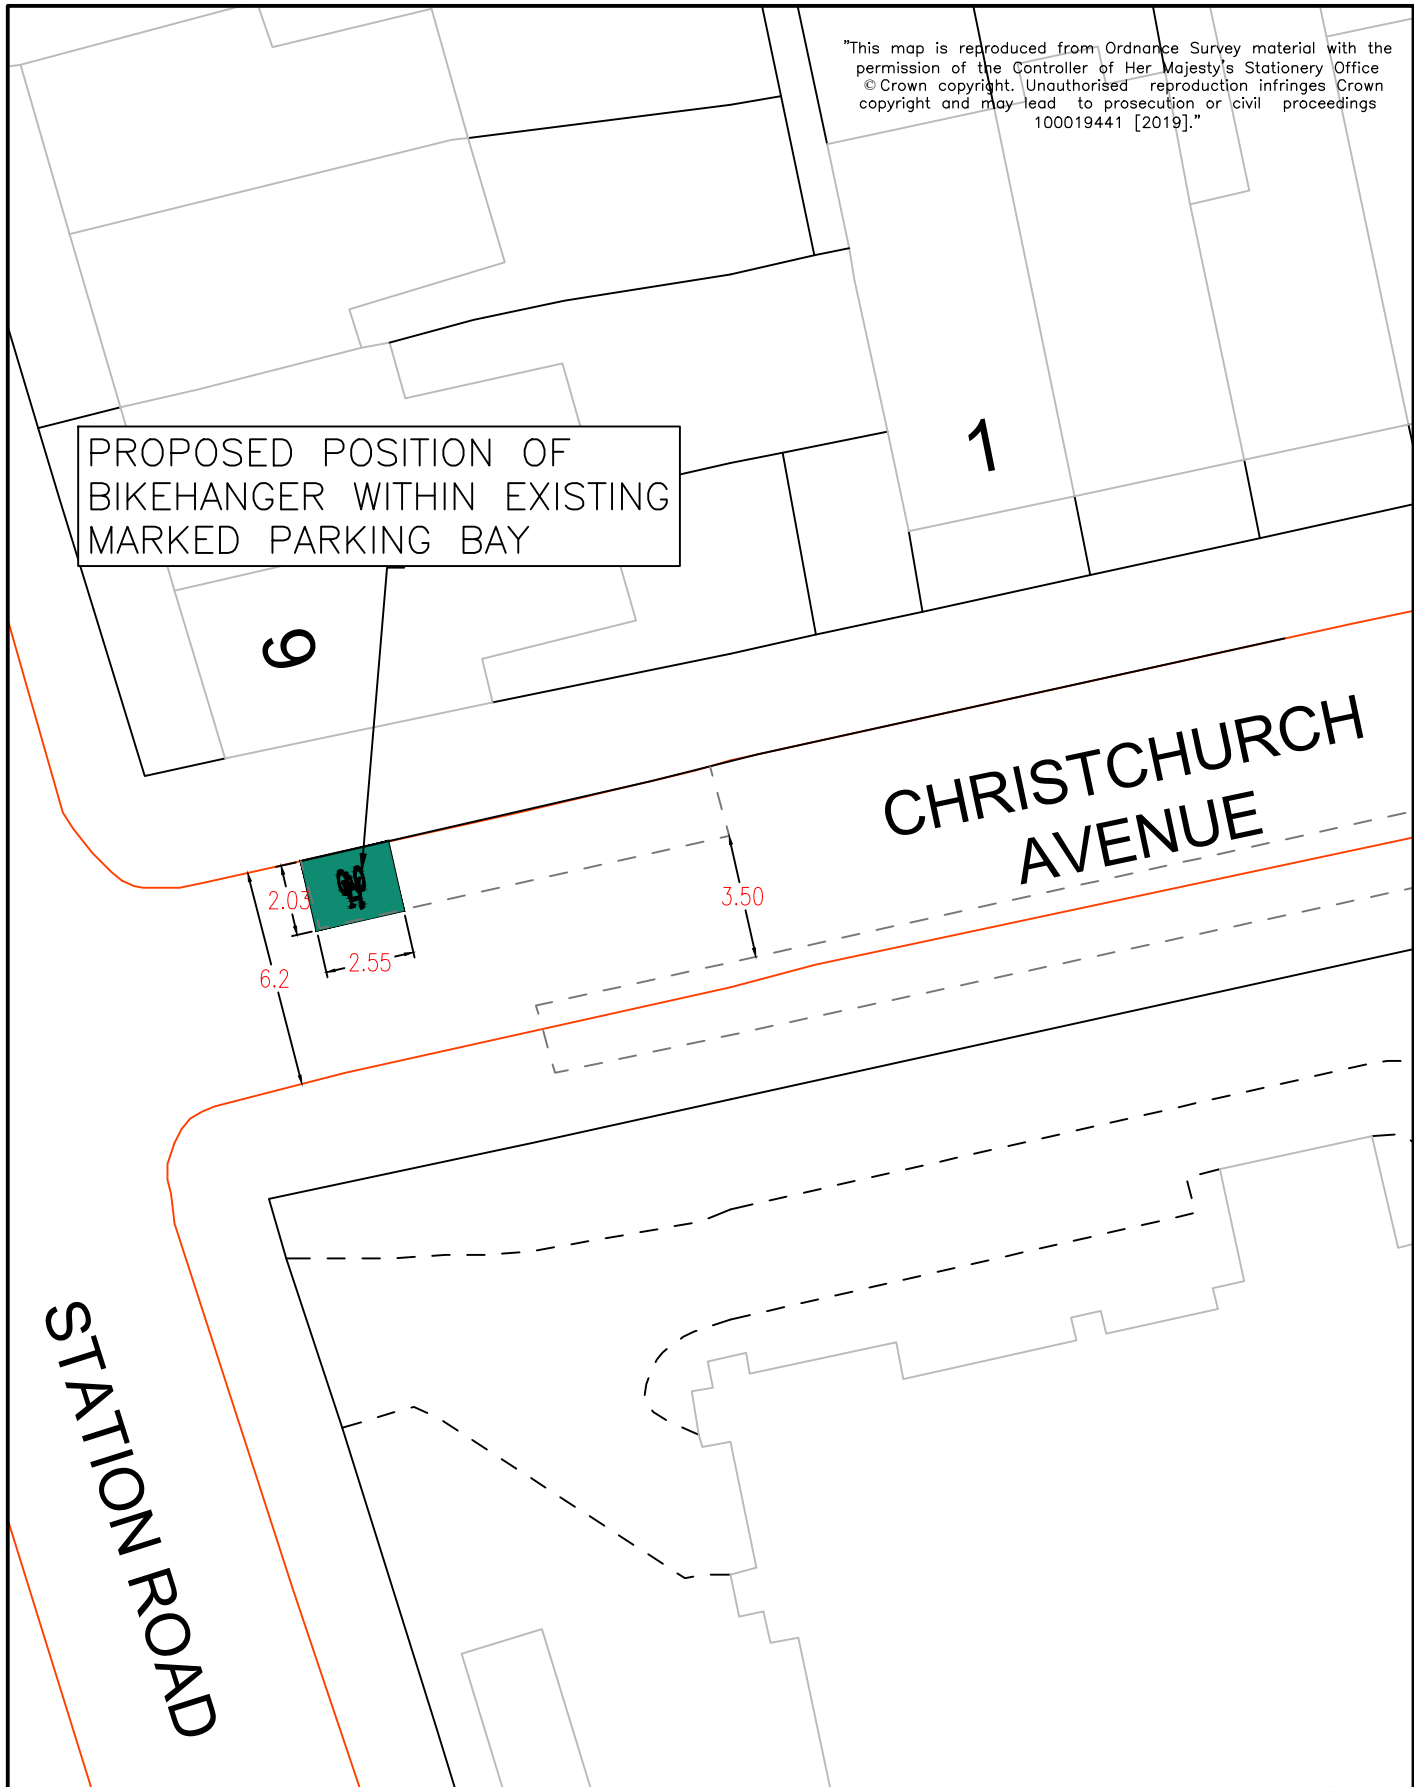 "This map is reproduced from Ordnance Survey material with the
permission of the Controller of Her Majesty's Stationery Office
© Crown copyright. Unauthorised reproduction infringes Crown
copyright and may lead to prosecution or civil proceedings
100019441 [2019]."
1
PROPOSED POSITION OF
BIKEHANGER WITHIN EXISTING
MARKED PARKING BAY
9
CHRISTCHURCH
AVENUE
2.03
3.50
2.55
6.2
STATION ROAD